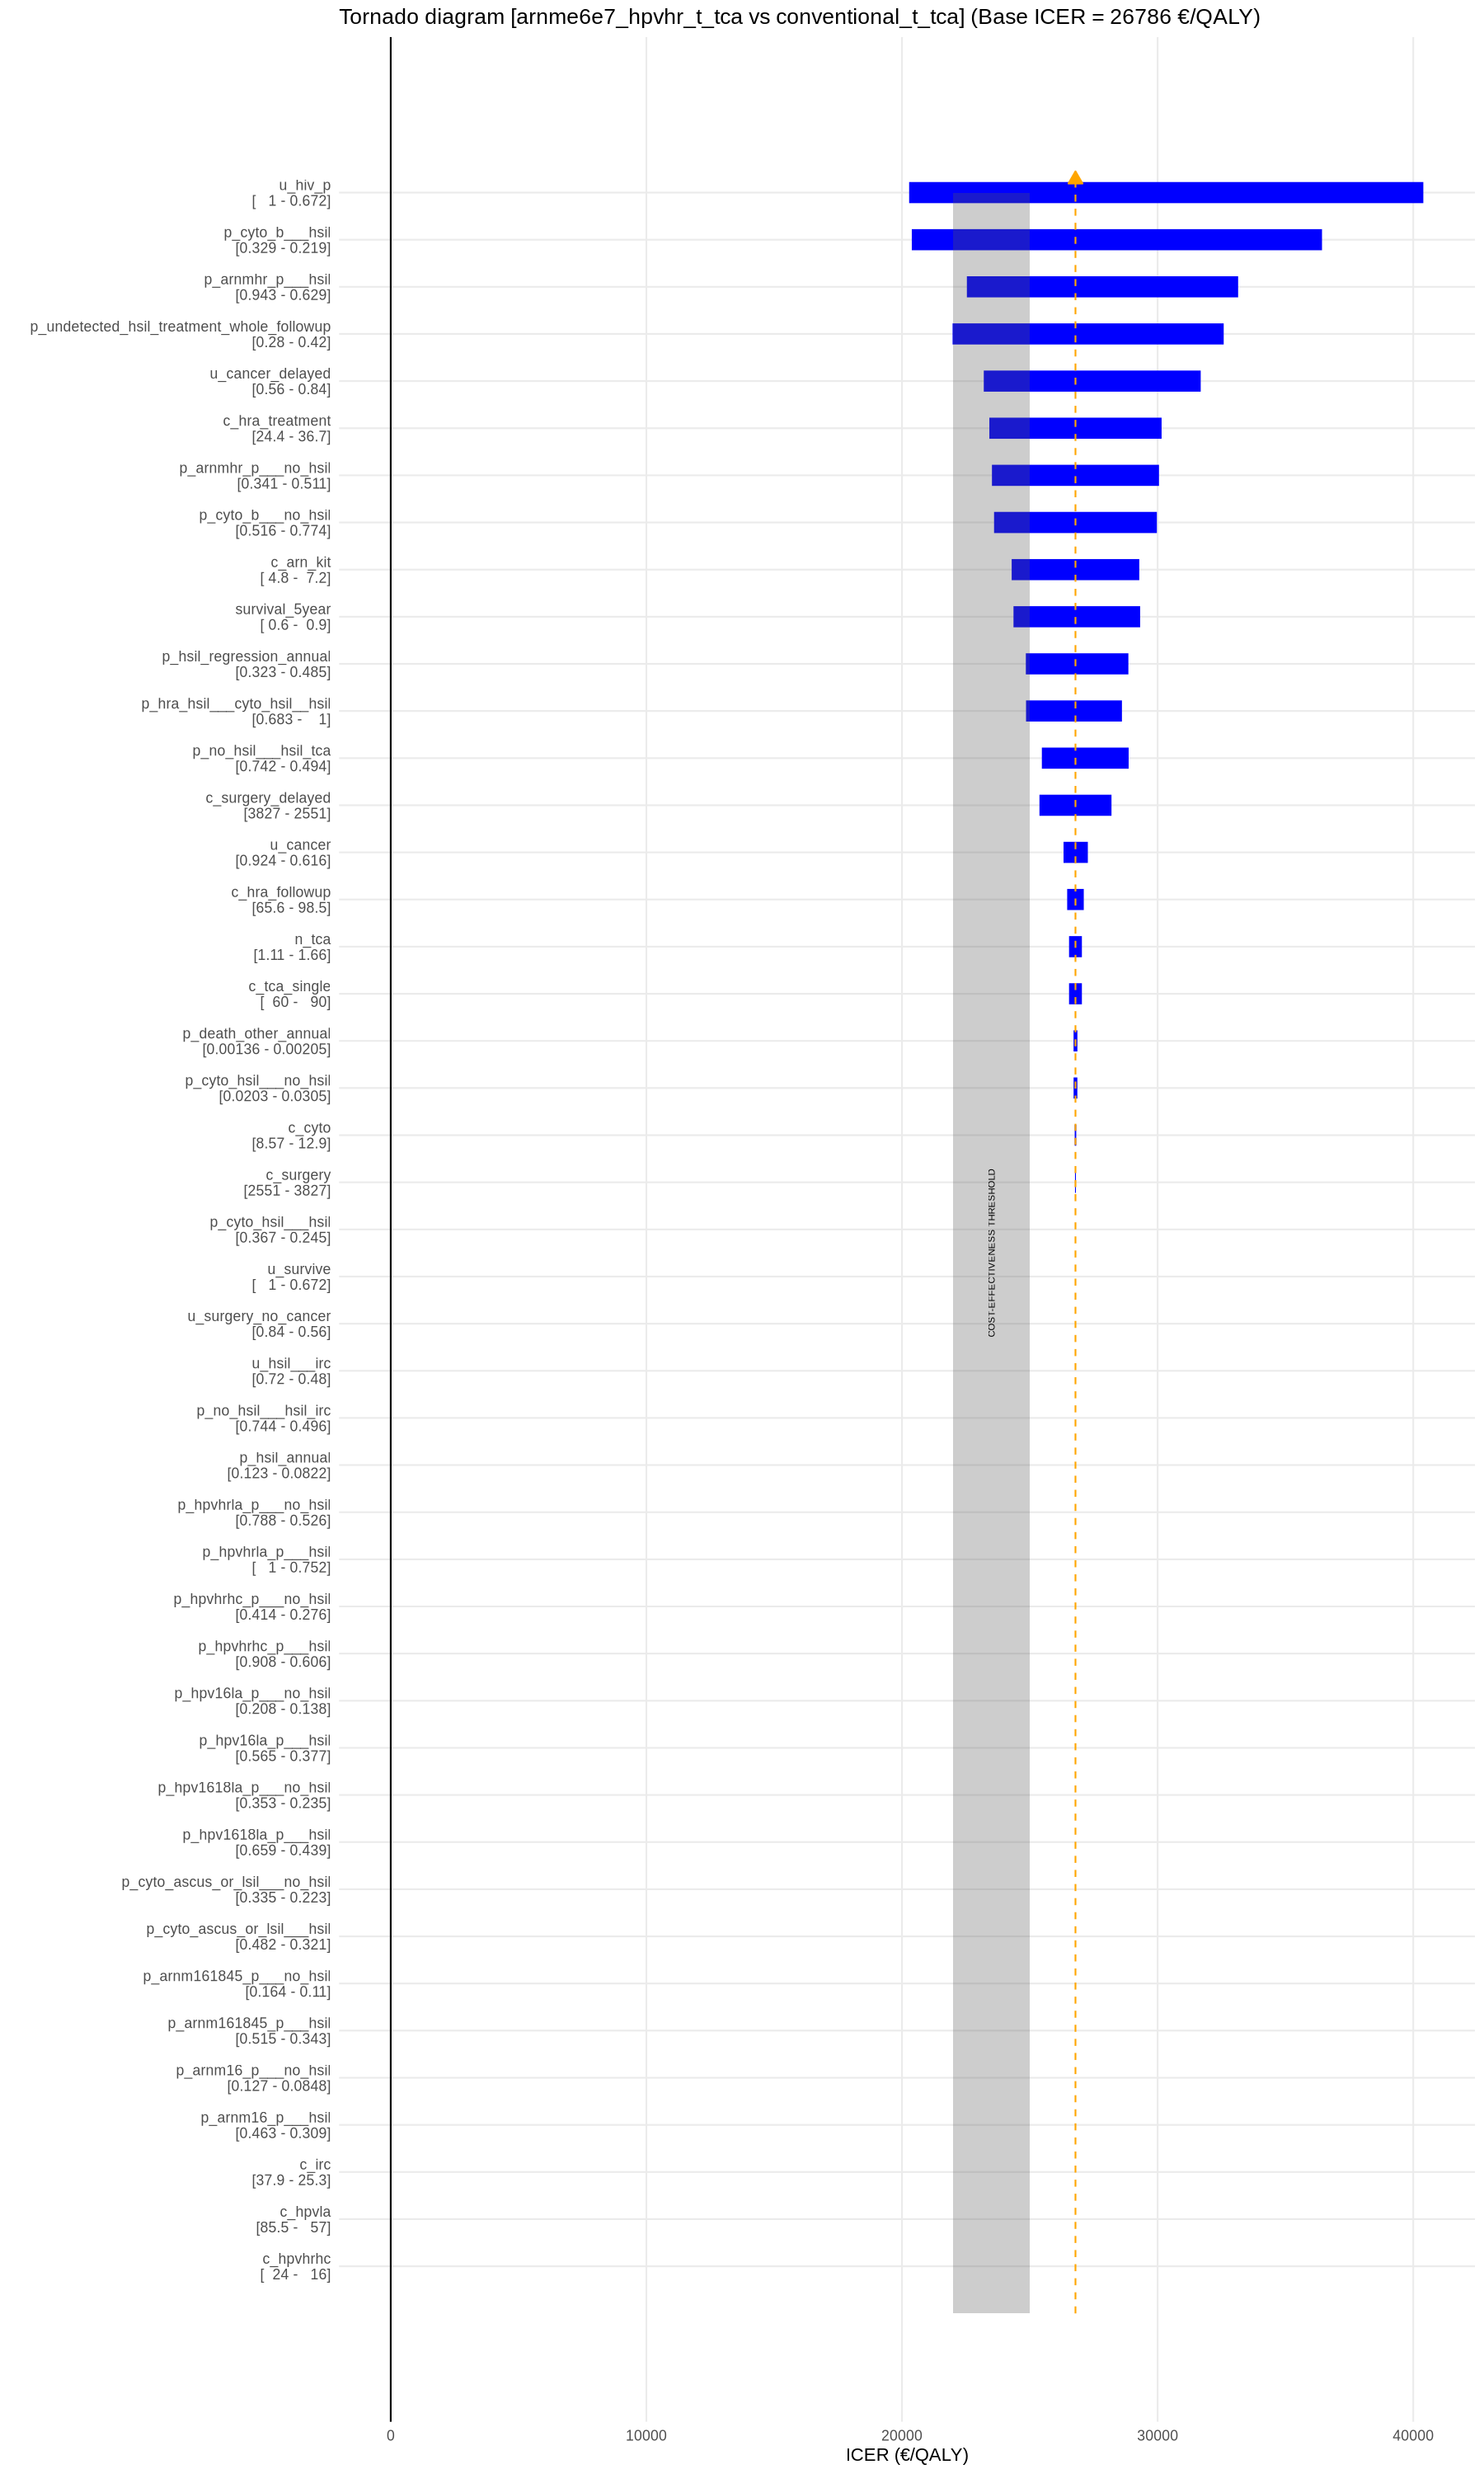 Tornado diagram [arnme6e7_hpvhr_t_tca vs conventional_t_tca] (Base ICER = 26786 €/QALY)
u_hiv_p
[   1 - 0.672]
p_cyto_b___hsil
[0.329 - 0.219]
p_arnmhr_p___hsil
[0.943 - 0.629]
p_undetected_hsil_treatment_whole_followup
[0.28 - 0.42]
u_cancer_delayed
[0.56 - 0.84]
c_hra_treatment
[24.4 - 36.7]
p_arnmhr_p___no_hsil
[0.341 - 0.511]
p_cyto_b___no_hsil
[0.516 - 0.774]
c_arn_kit
[ 4.8 -  7.2]
survival_5year
[ 0.6 -  0.9]
p_hsil_regression_annual
[0.323 - 0.485]
p_hra_hsil___cyto_hsil__hsil
[0.683 -    1]
p_no_hsil___hsil_tca
[0.742 - 0.494]
c_surgery_delayed
[3827 - 2551]
u_cancer
[0.924 - 0.616]
c_hra_followup
[65.6 - 98.5]
n_tca
[1.11 - 1.66]
c_tca_single
[  60 -   90]
p_death_other_annual
[0.00136 - 0.00205]
p_cyto_hsil___no_hsil
[0.0203 - 0.0305]
c_cyto
[8.57 - 12.9]
c_surgery
[2551 - 3827]
p_cyto_hsil___hsil
[0.367 - 0.245]
u_survive
[   1 - 0.672]
u_surgery_no_cancer
[0.84 - 0.56]
u_hsil___irc
[0.72 - 0.48]
p_no_hsil___hsil_irc
[0.744 - 0.496]
p_hsil_annual
[0.123 - 0.0822]
p_hpvhrla_p___no_hsil
[0.788 - 0.526]
p_hpvhrla_p___hsil
[   1 - 0.752]
p_hpvhrhc_p___no_hsil
[0.414 - 0.276]
p_hpvhrhc_p___hsil
[0.908 - 0.606]
p_hpv16la_p___no_hsil
[0.208 - 0.138]
p_hpv16la_p___hsil
[0.565 - 0.377]
p_hpv1618la_p___no_hsil
[0.353 - 0.235]
p_hpv1618la_p___hsil
[0.659 - 0.439]
p_cyto_ascus_or_lsil___no_hsil
[0.335 - 0.223]
p_cyto_ascus_or_lsil___hsil
[0.482 - 0.321]
p_arnm161845_p___no_hsil
[0.164 - 0.11]
p_arnm161845_p___hsil
[0.515 - 0.343]
p_arnm16_p___no_hsil
[0.127 - 0.0848]
p_arnm16_p___hsil
[0.463 - 0.309]
c_irc
[37.9 - 25.3]
c_hpvla
[85.5 -   57]
c_hpvhrhc
[  24 -   16]
COST-EFFECTIVENESS THRESHOLD
0 10000 20000 30000 40000
ICER (€/QALY)